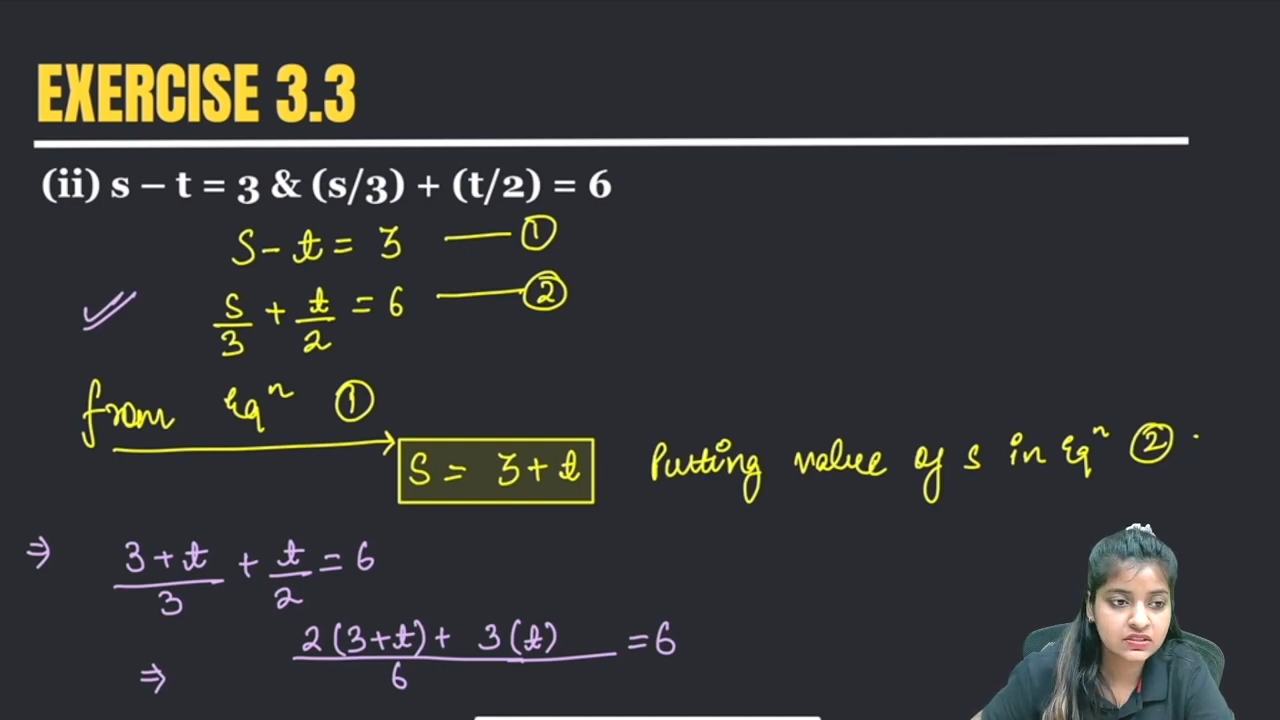 EXERCISE 3.3
(ii) s – t = 3 & (s/3) + (t/2) = 6
S - t = 3 —— ①
s/3 + t/2 = 6 —— ②
from Eqⁿ ①
S = 3 + t Putting value of s in Eqⁿ ② .
⇒ 3+t/3 + t/2 = 6
⇒ 2(3+t) + 3(t)/6 = 6